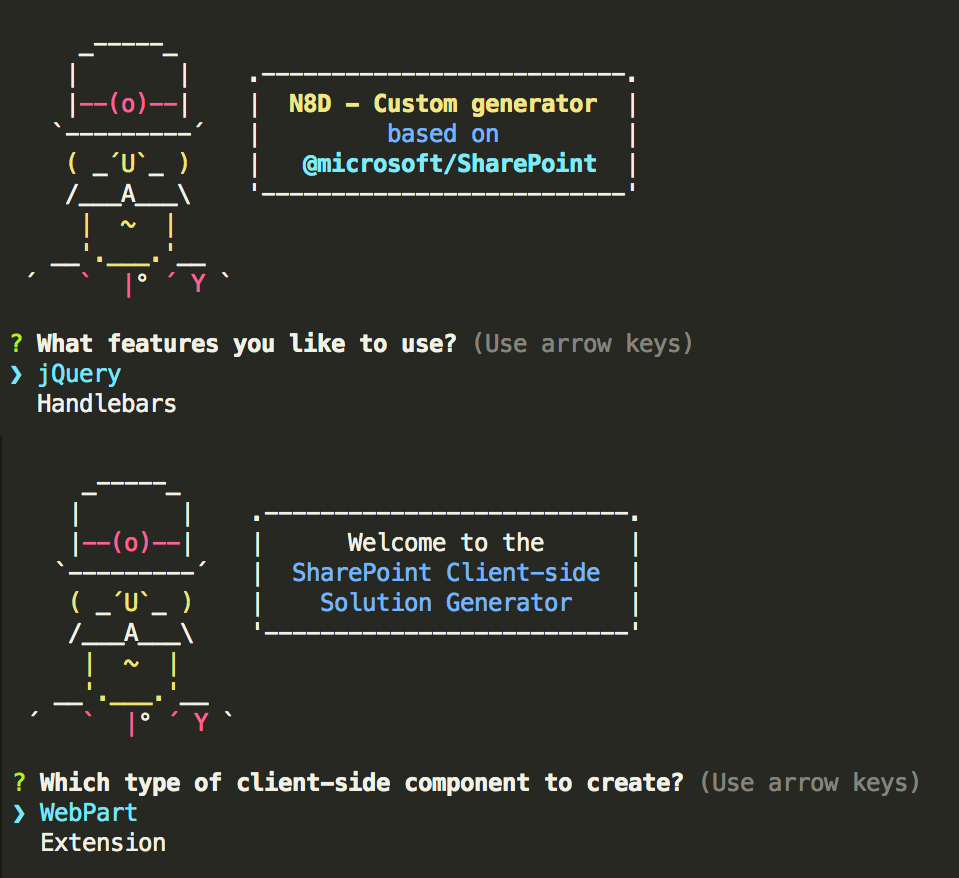 N8D - Custom generator
based on
@microsoft/SharePoint
? What features you like to use? (Use arrow keys)
❯ jQuery
Handlebars
Welcome to the
SharePoint Client-side
Solution Generator
? Which type of client-side component to create? (Use arrow keys)
❯ WebPart
Extension